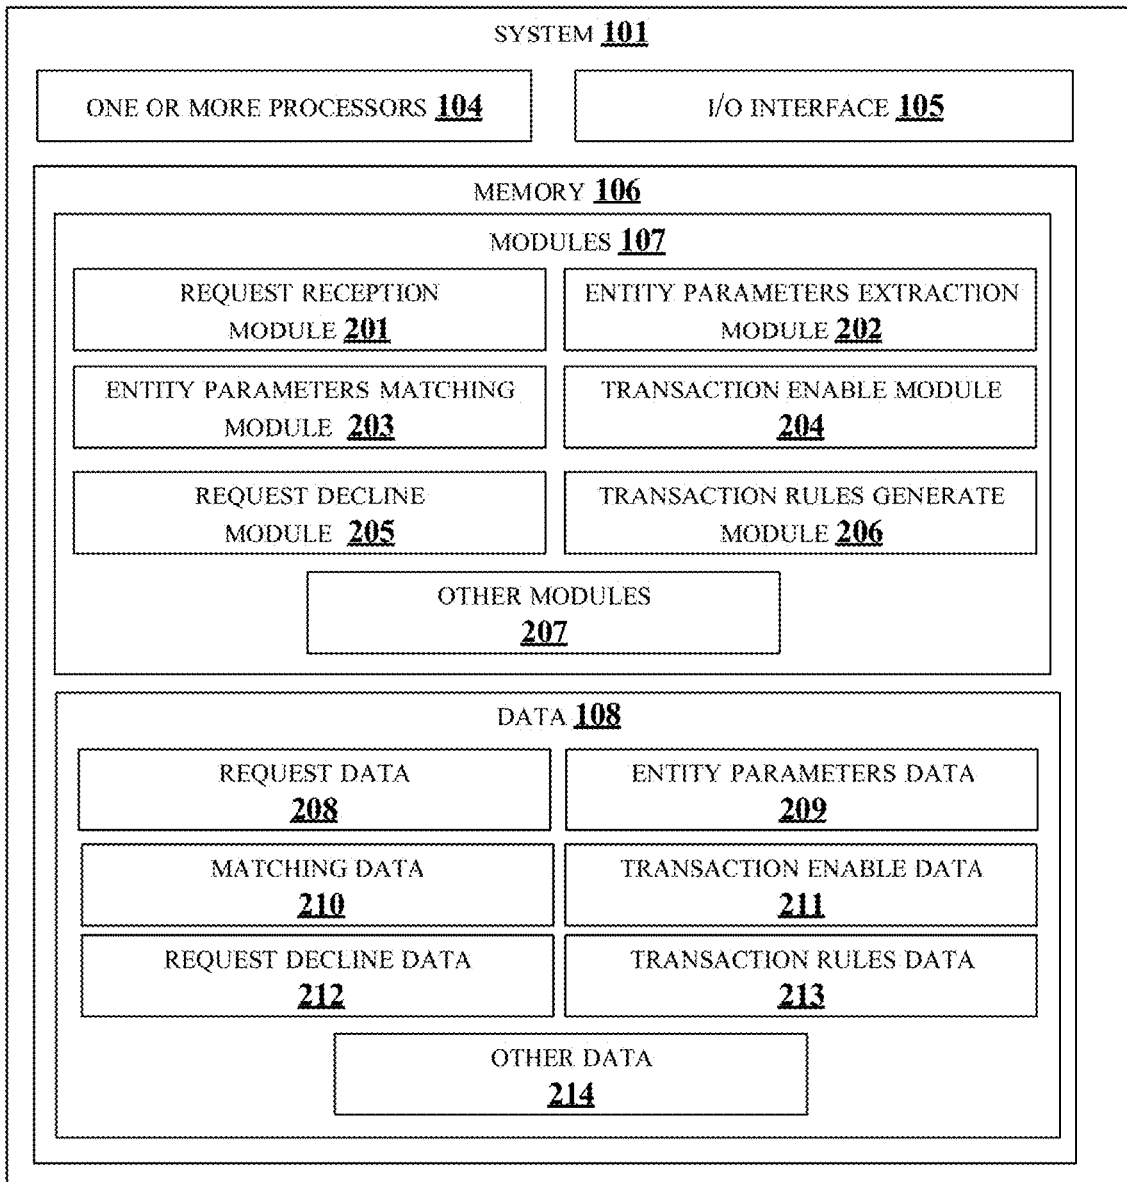 SYSTEM 101
ONE OR MORE PROCESSORS 104
I/O INTERFACE 105
MEMORY 106
MODULES 107
REQUEST RECEPTION
MODULE 201
ENTITY PARAMETERS EXTRACTION
MODULE 202
ENTITY PARAMETERS MATCHING
MODULE 203
TRANSACTION ENABLE MODULE
204
REQUEST DECLINE
MODULE 205
TRANSACTION RULES GENERATE
MODULE 206
OTHER MODULES
207
DATA 108
REQUEST DATA
208
ENTITY PARAMETERS DATA
209
MATCHING DATA
210
TRANSACTION ENABLE DATA
211
REQUEST DECLINE DATA
212
TRANSACTION RULES DATA
213
OTHER DATA
214